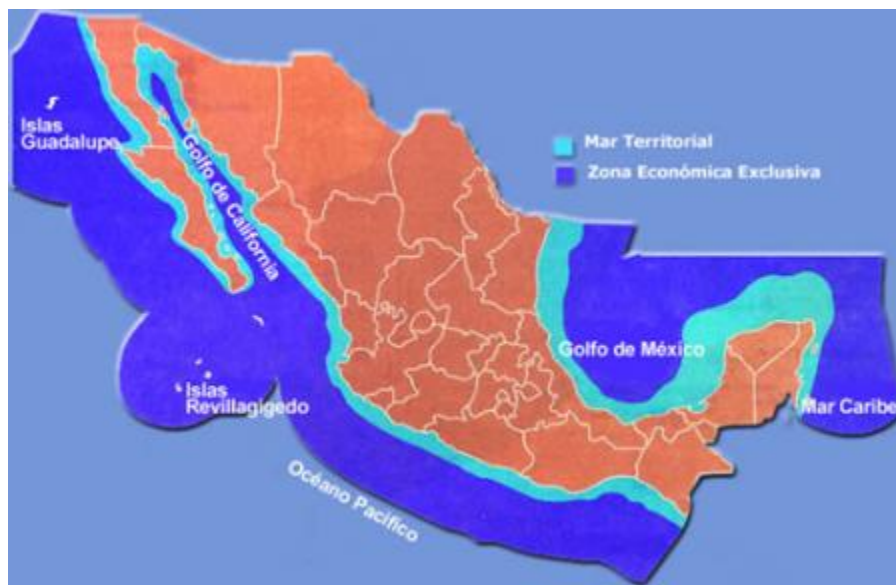 Islas
Guadalupe
Golfo de California
Mar Territorial
Zona Económica Exclusiva
Golfo de México
Mar Caribe
Islas
Revillagigedo
Océano Pacífico